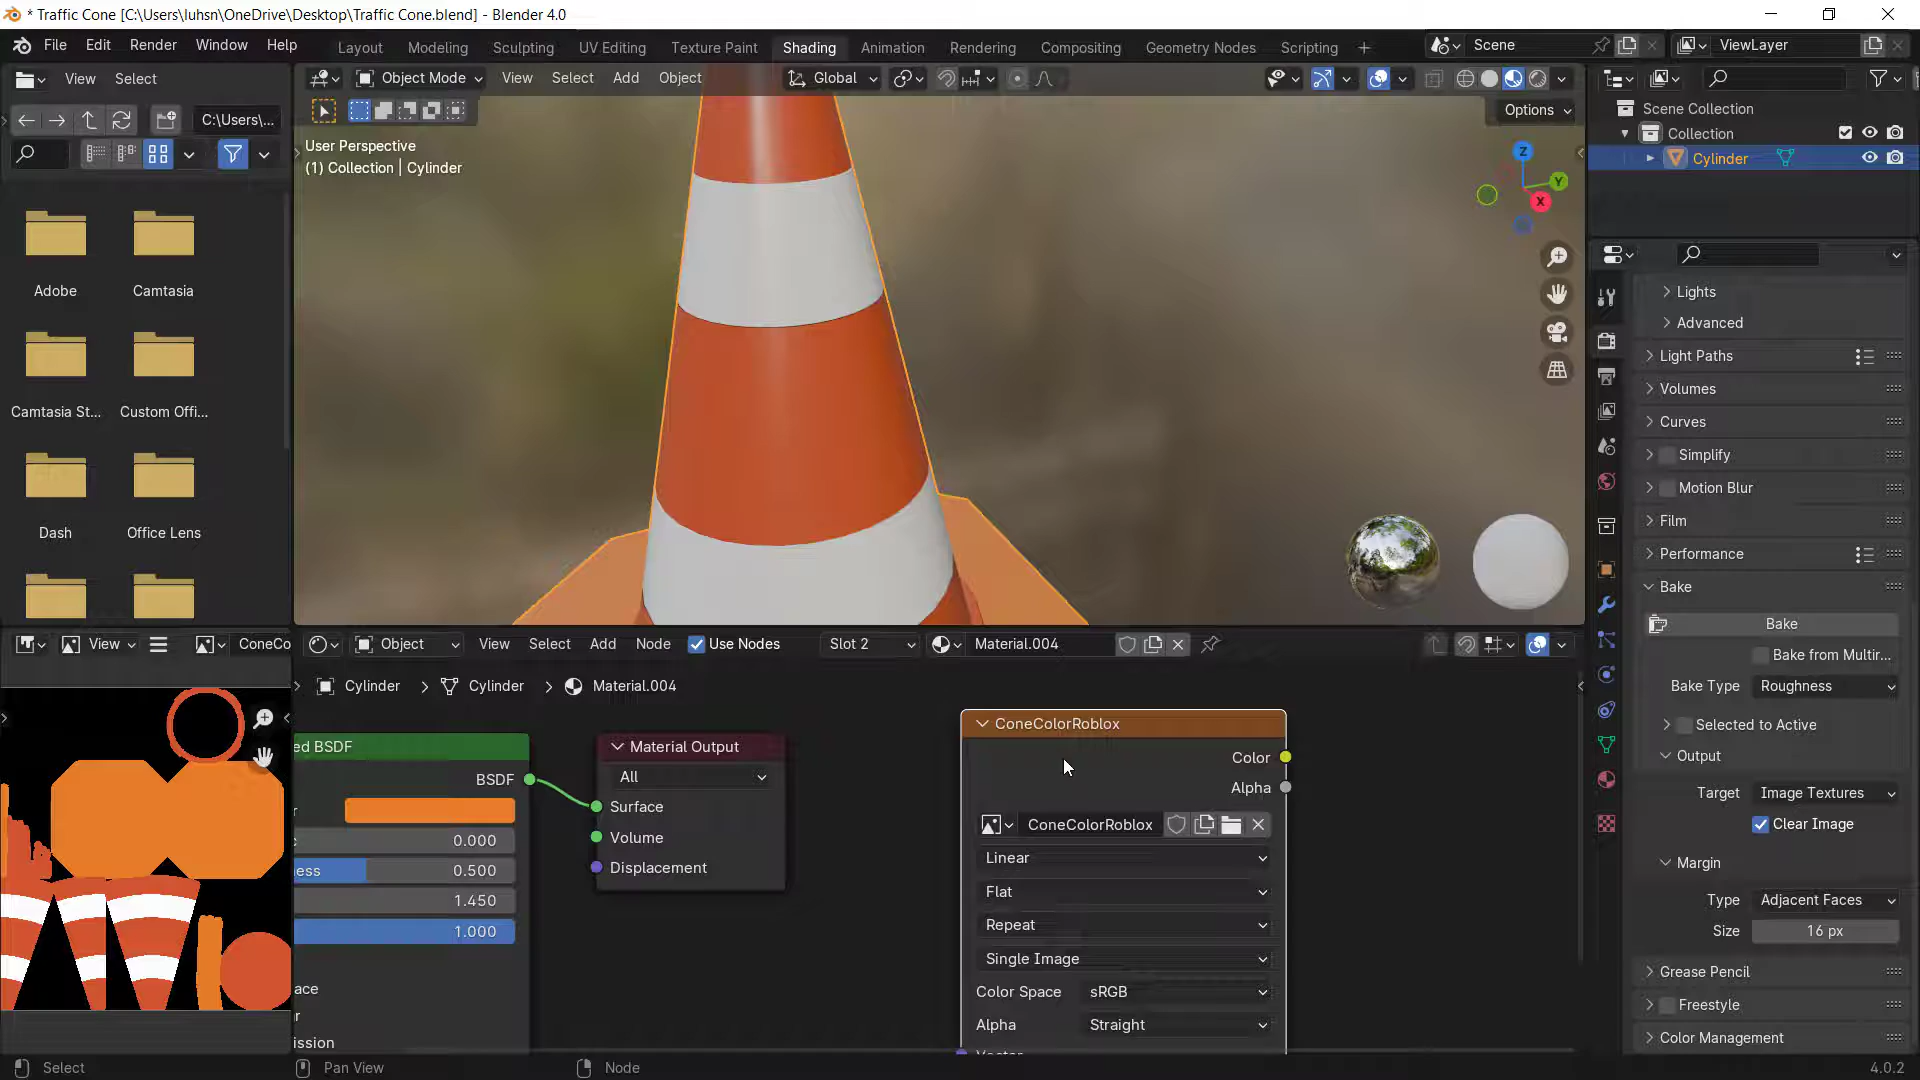 * Traffic Cone [C:\Users\luhsn\OneDrive\Desktop\Traffic Cone.blend] - Blender 4.0
File Edit Render Window Help
Layout Modeling Sculpting UV Editing Texture Paint Shading Animation Rendering Compositing Geometry Nodes Scripting +
Scene
ViewLayer
View Select
Object Mode View Select Add Object Global
C:\Users\...
Options
User Perspective
(1) Collection | Cylinder
Z
Y
X
Scene Collection
Collection
Cylinder
Adobe
Camtasia
Camtasia St...
Custom Offi...
Dash
Office Lens
Lights
Advanced
Light Paths
Volumes
Curves
Simplify
Motion Blur
Film
Performance
Bake
Bake
Bake from Multir...
Bake Type Roughness
Selected to Active
Output
Target Image Textures
Clear Image
Margin
Type Adjacent Faces
Size 16 px
Grease Pencil
Freestyle
Color Management
View
ConeCo
Object View Select Add Node Use Nodes Slot 2 Material.004
Cylinder > Cylinder > Material.004
ed BSDF
BSDF
r
c 0.000
ess 0.500
1.450
1.000
ace
r
ission
Material Output
All
Surface
Volume
Displacement
ConeColorRoblox
Color
Alpha
ConeColorRoblox
Linear
Flat
Repeat
Single Image
Color Space sRGB
Alpha Straight
Vector
Select
Pan View
Node
4.0.2